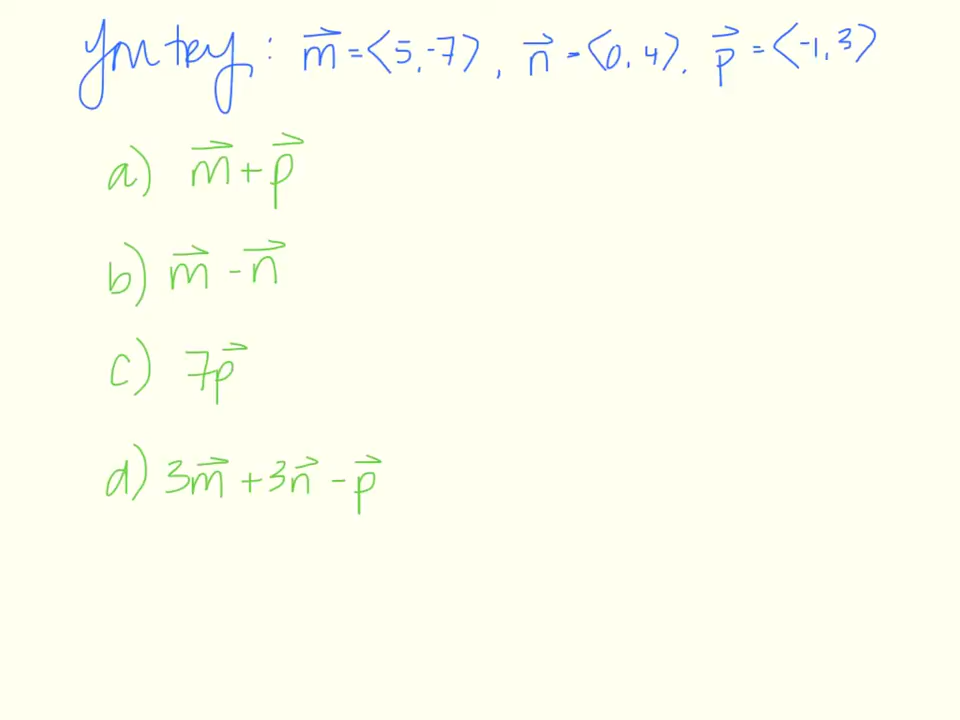 You try: m⃗ = ⟨5, -7⟩, n⃗ = ⟨0, 4⟩, p⃗ = ⟨-1, 3⟩
a) m⃗ + p⃗
b) m⃗ - n⃗
c) 7p⃗
d) 3m⃗ + 3n⃗ - p⃗